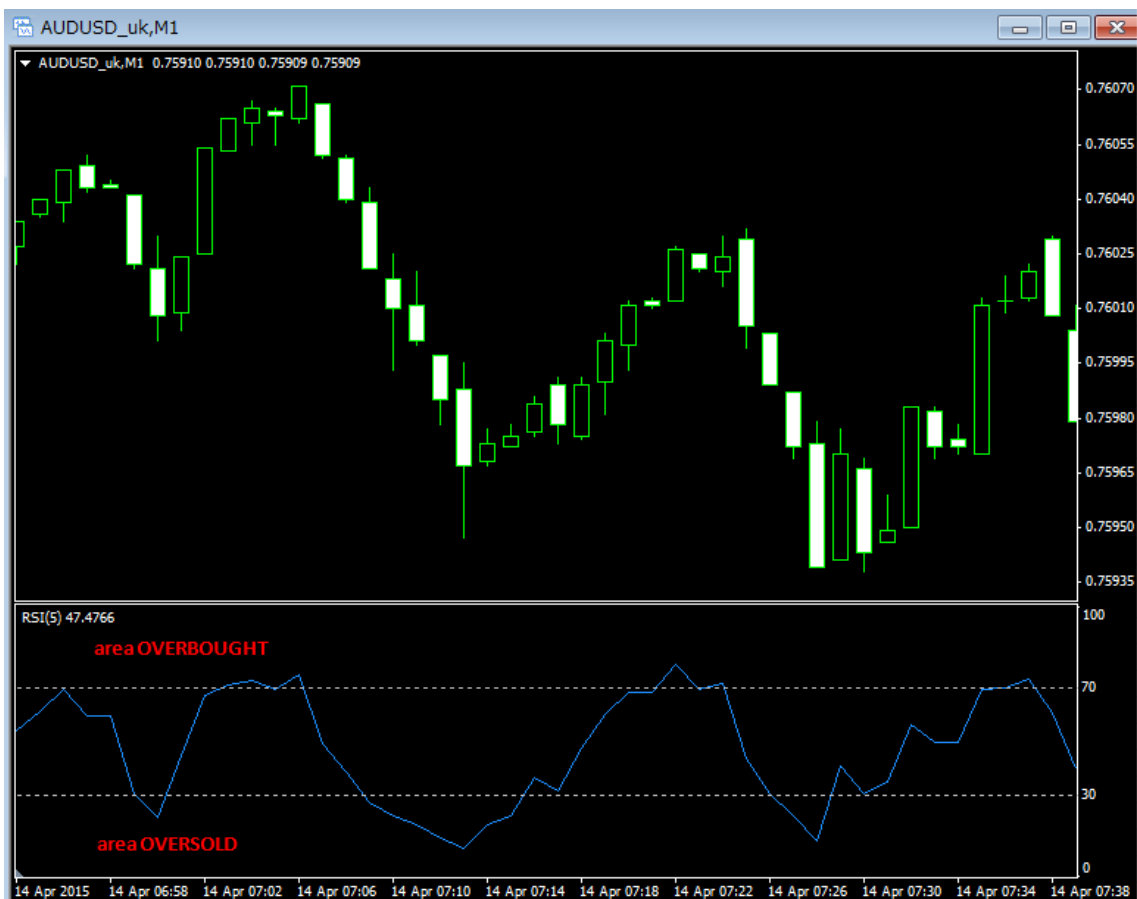 AUDUSD_uk,M1
AUDUSD_uk,M1 0.75910 0.75910 0.75909 0.75909
0.76070
0.76055
0.76040
0.76025
0.76010
0.75995
0.75980
0.75965
0.75950
0.75935
RSI(5) 47.4766
100
area OVERBOUGHT
70
30
area OVERSOLD
0
14 Apr 2015 14 Apr 06:58 14 Apr 07:02 14 Apr 07:06 14 Apr 07:10 14 Apr 07:14 14 Apr 07:18 14 Apr 07:22 14 Apr 07:26 14 Apr 07:30 14 Apr 07:34 14 Apr 07:38